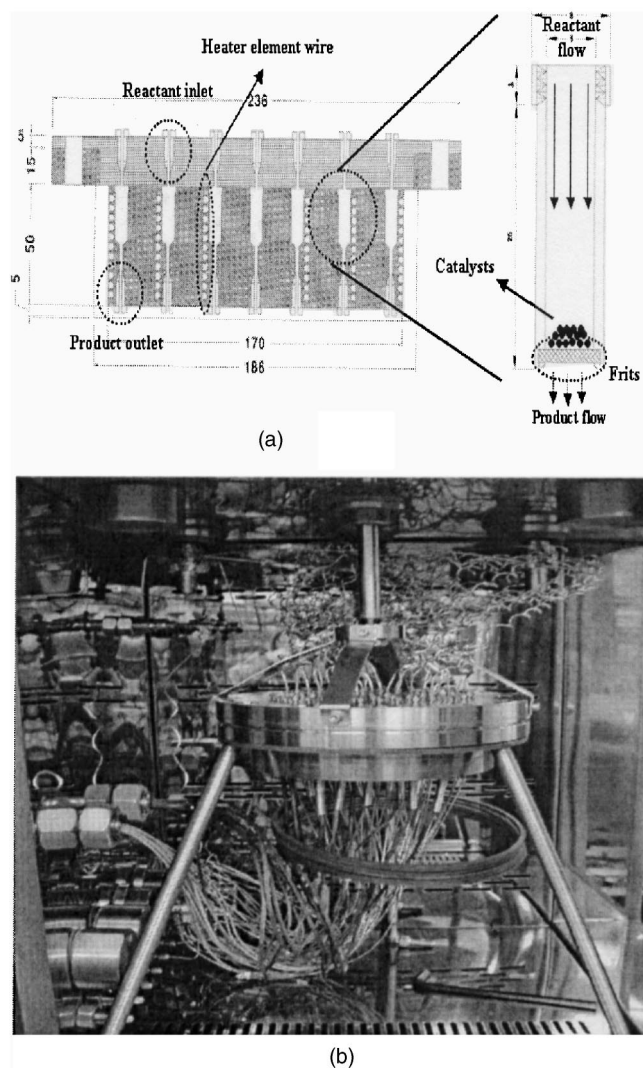 Heater element wire
Reactant
flow
Reactant inlet
236
15
50
5
Catalysts
170
186
Product outlet
Frits
Product flow
(a)
(b)